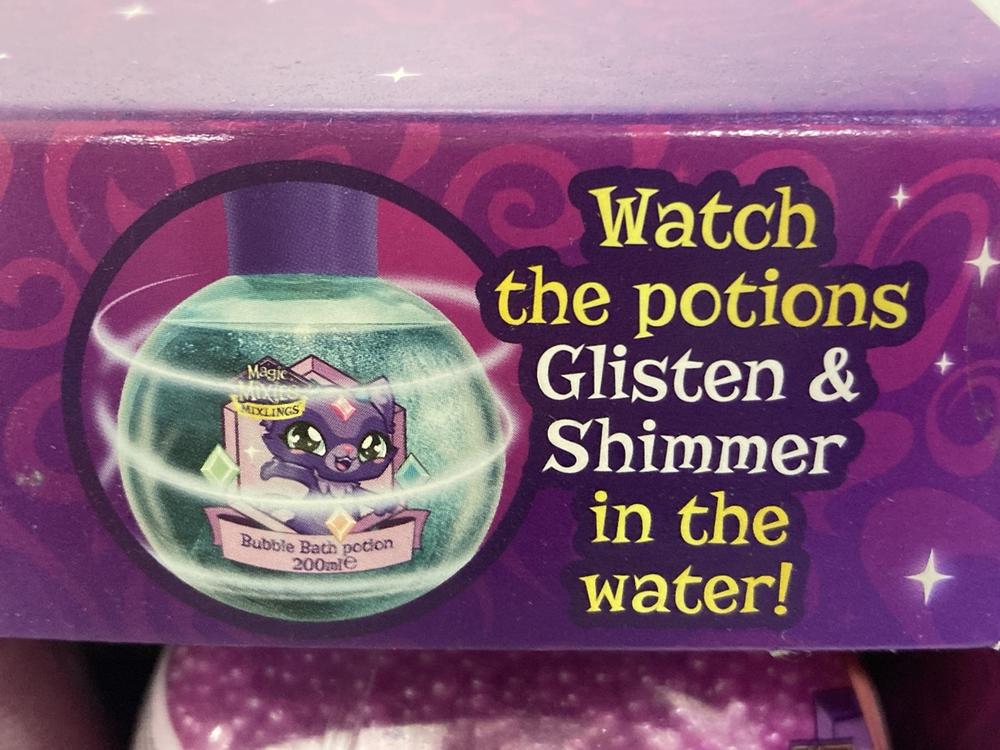 Magic
Mixies
MIXLINGS
Bubble Bath potion
200ml℮
Watch
the potions
Glisten &
Shimmer
in the
water!